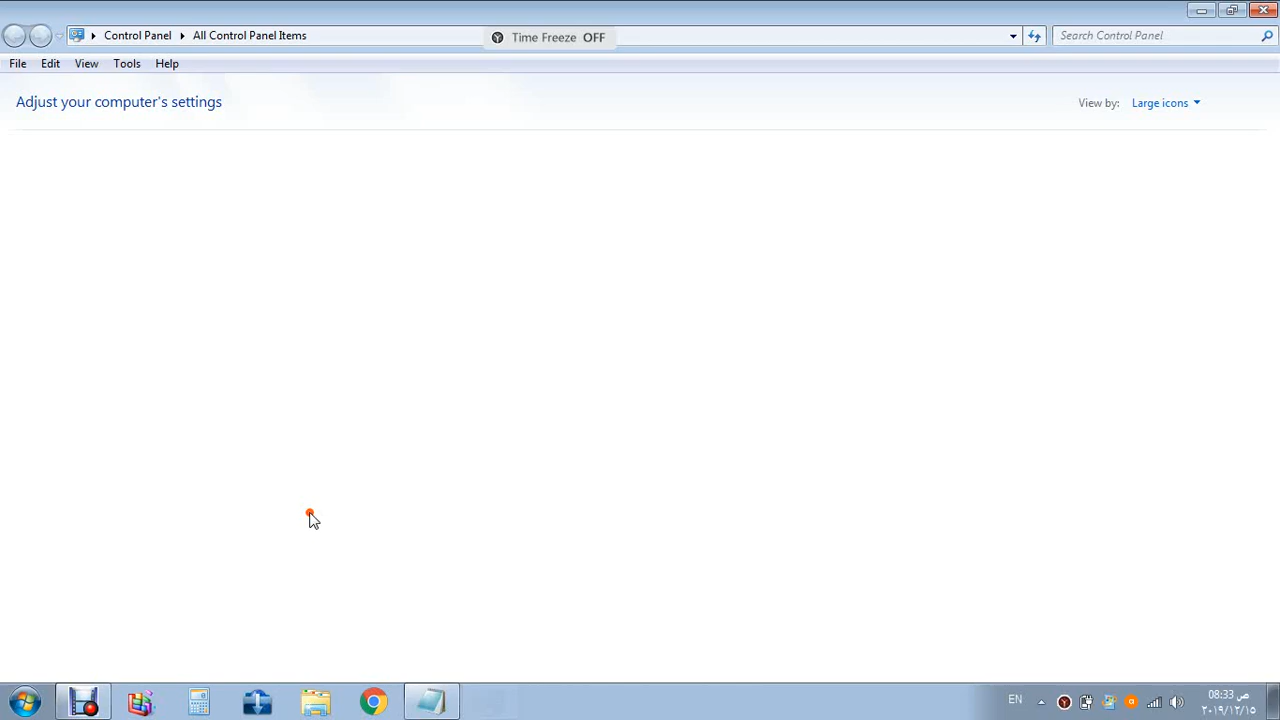 Control Panel All Control Panel Items
Time Freeze OFF
Search Control Panel
File Edit View Tools Help
Adjust your computer's settings
View by: Large icons
EN
08:33 ص
٢٠١٩/١٢/١٥